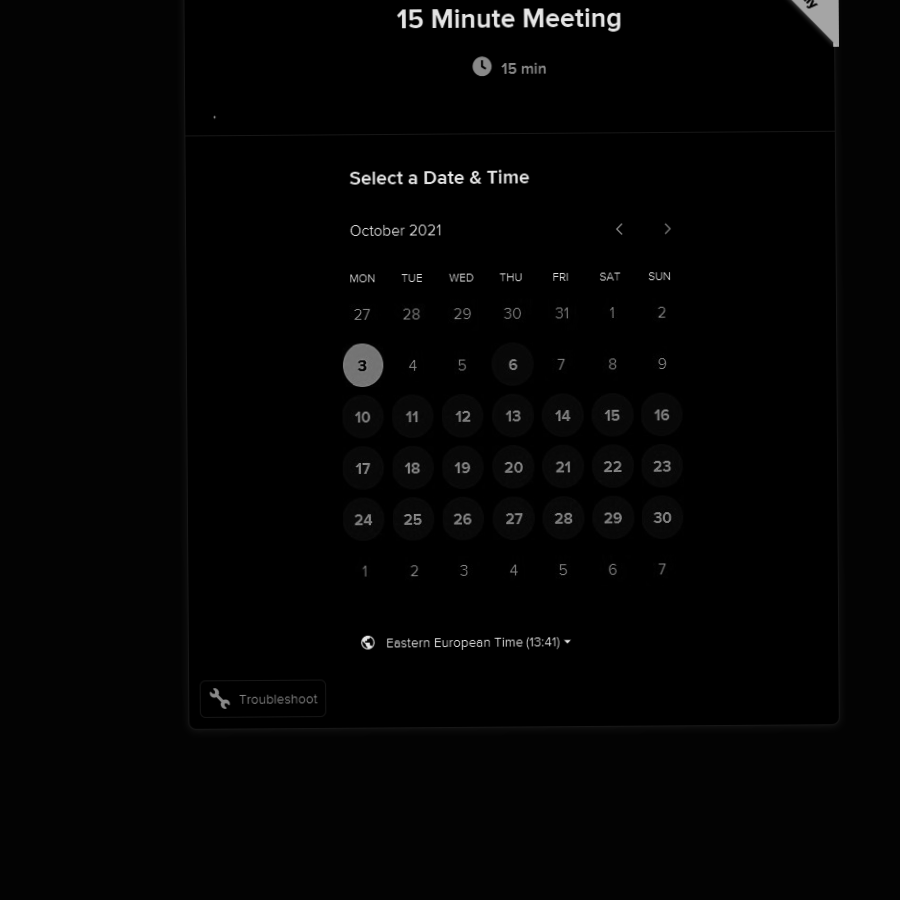 15 Minute Meeting
15 min
Select a Date & Time
October 2021
MON TUE WED THU FRI SAT SUN
27 28 29 30 31 1 2
3 4 5 6 7 8 9
10 11 12 13 14 15 16
17 18 19 20 21 22 23
24 25 26 27 28 29 30
1 2 3 4 5 6 7
Eastern European Time (13:41)
Troubleshoot